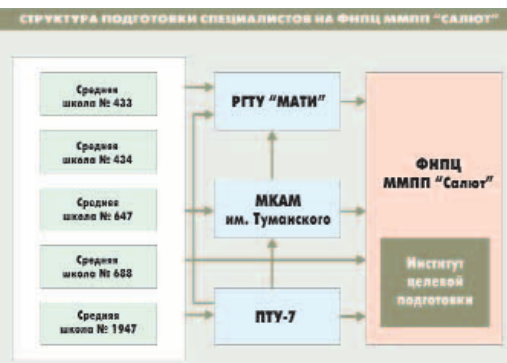 СТРУКТУРА ПОДГОТОВКИ СПЕЦИАЛИСТОВ НА ФНПЦ ММПП "САЛЮТ"
Средняя
школа № 433
Средняя
школа № 434
Средняя
школа № 647
Средняя
школа № 688
Средняя
школа № 1947
РГТУ "МАТИ"
МКАМ
им. Туманского
ПТУ-7
ФНПЦ
ММПП "Салют"
Институт
целевой
подготовки